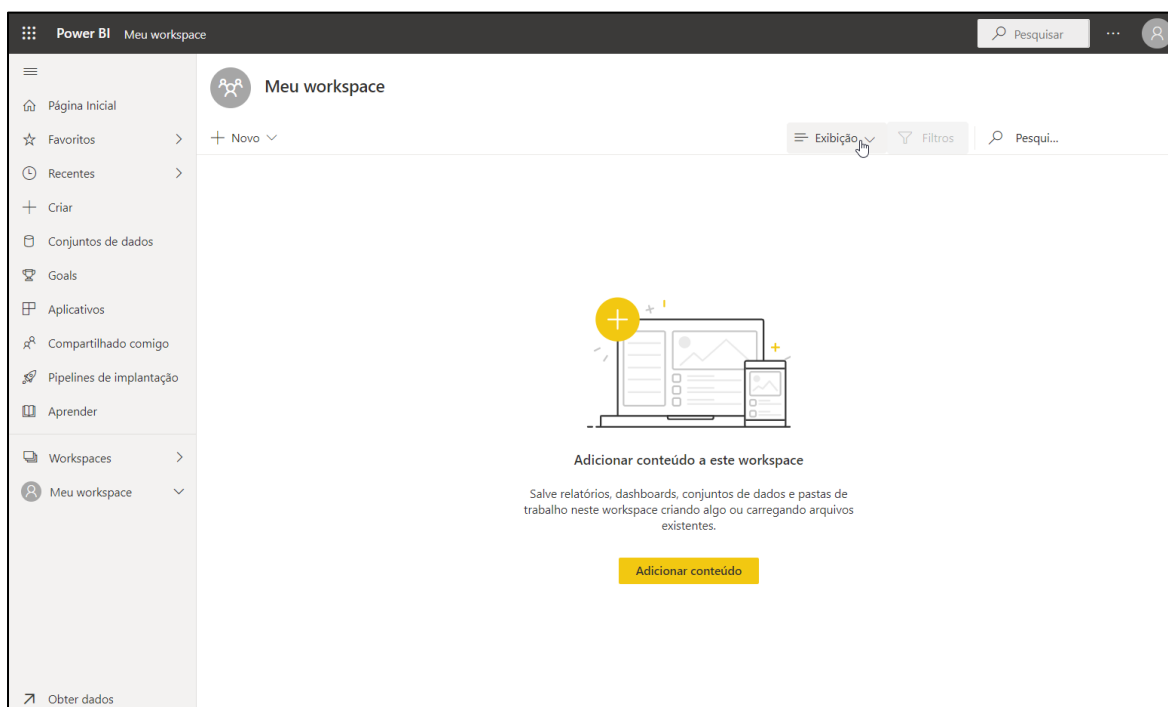 Power BI Meu workspace
Pesquisar
Meu workspace
Página Inicial
Favoritos
Recentes
Criar
Conjuntos de dados
Goals
Aplicativos
Compartilhado comigo
Pipelines de implantação
Aprender
Workspaces
Meu workspace
Obter dados
Novo
Exibição
Filtros
Pesqui...
Adicionar conteúdo a este workspace
Salve relatórios, dashboards, conjuntos de dados e pastas de
trabalho neste workspace criando algo ou carregando arquivos
existentes.
Adicionar conteúdo